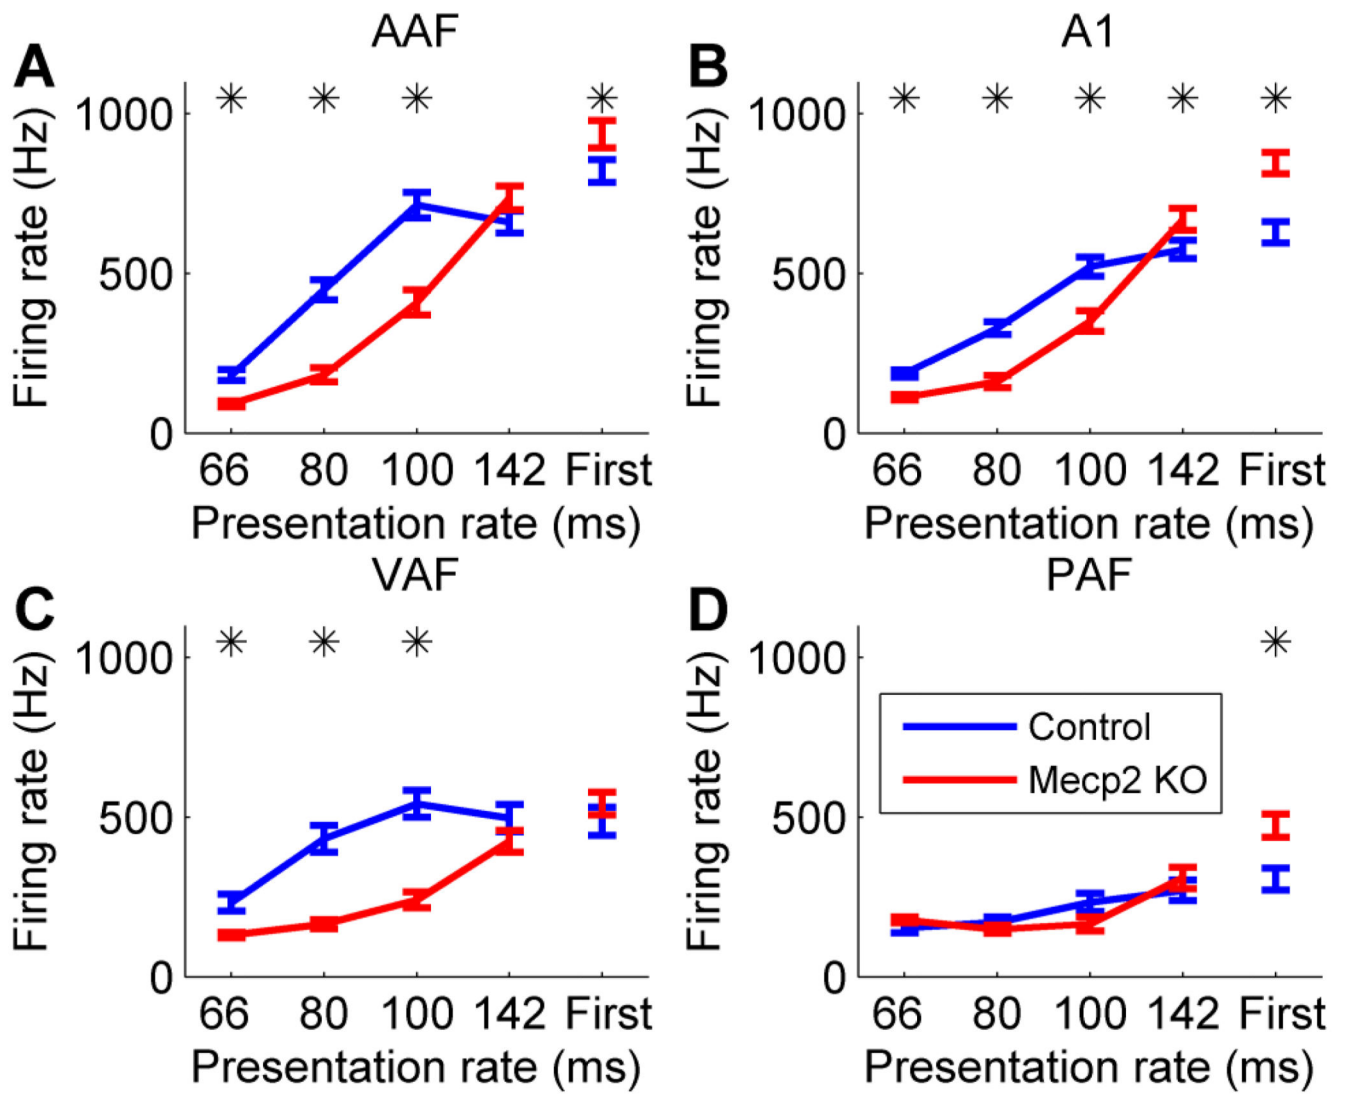 A
AAF
Firing rate (Hz)
1000
500
0
66 80 100 142 First
Presentation rate (ms)
B
A1
Firing rate (Hz)
1000
500
0
66 80 100 142 First
Presentation rate (ms)
C
VAF
Firing rate (Hz)
1000
500
0
66 80 100 142 First
Presentation rate (ms)
D
PAF
Firing rate (Hz)
1000
500
0
Control
Mecp2 KO
66 80 100 142 First
Presentation rate (ms)